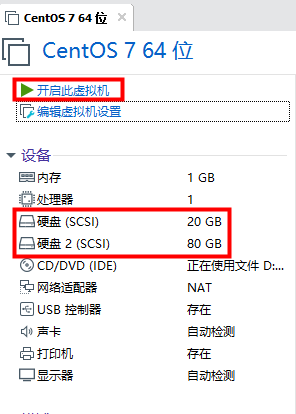 CentOS 7 64 位 ×
CentOS 7 64 位
开启此虚拟机
编辑虚拟机设置
设备
内存 1 GB
处理器 1
硬盘 (SCSI) 20 GB
硬盘 2 (SCSI) 80 GB
CD/DVD (IDE) 正在使用文件 D:...
网络适配器 NAT
USB 控制器 存在
声卡 自动检测
打印机 存在
显示器 自动检测